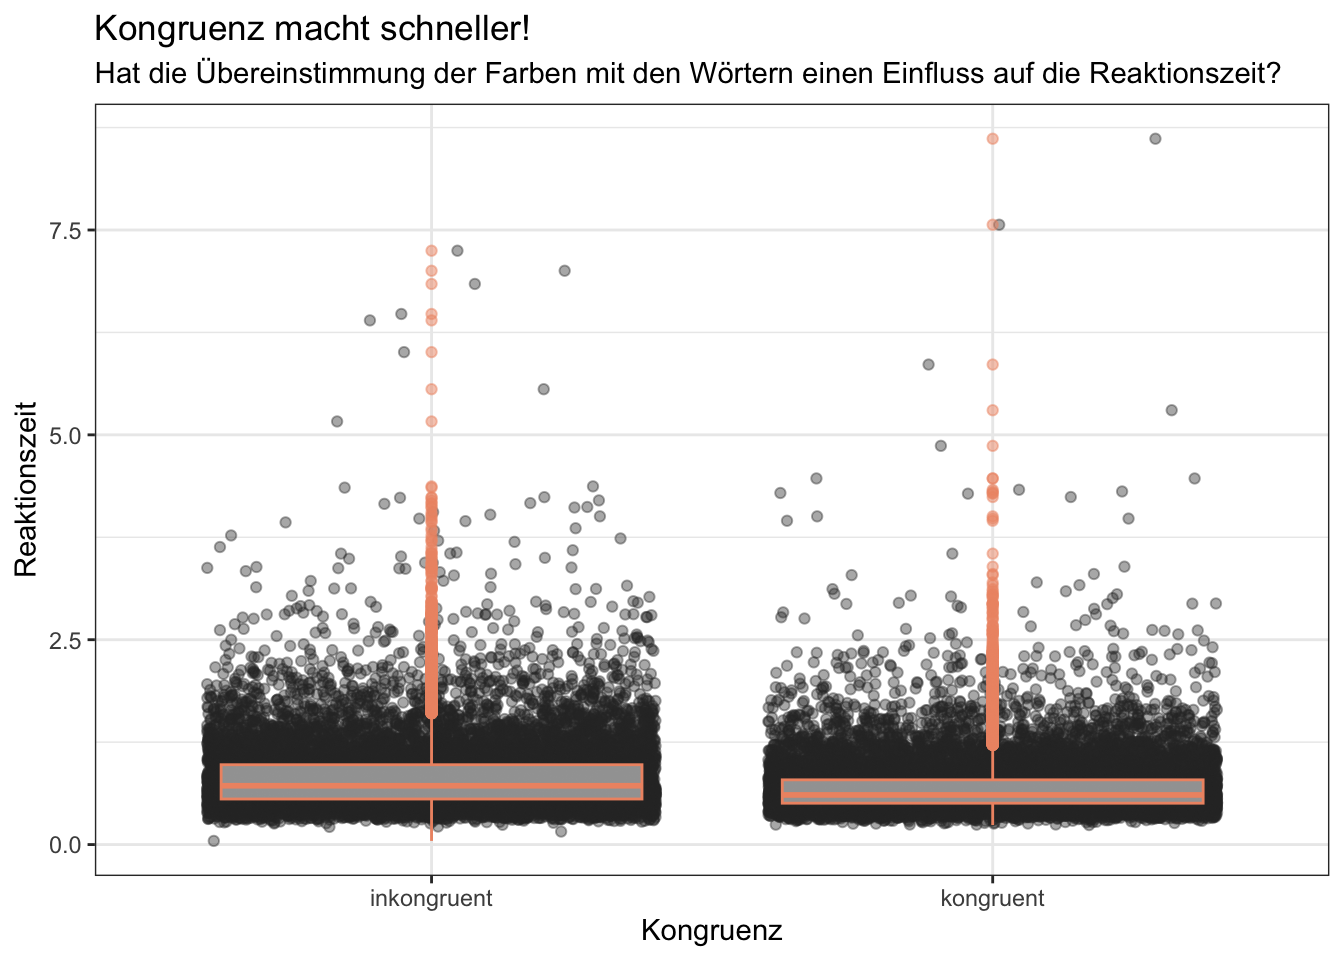 Kongruenz macht schneller!
Hat die Übereinstimmung der Farben mit den Wörtern einen Einfluss auf die Reaktionszeit?
Reaktionszeit
7.5
5.0
2.5
0.0
inkongruent
kongruent
Kongruenz